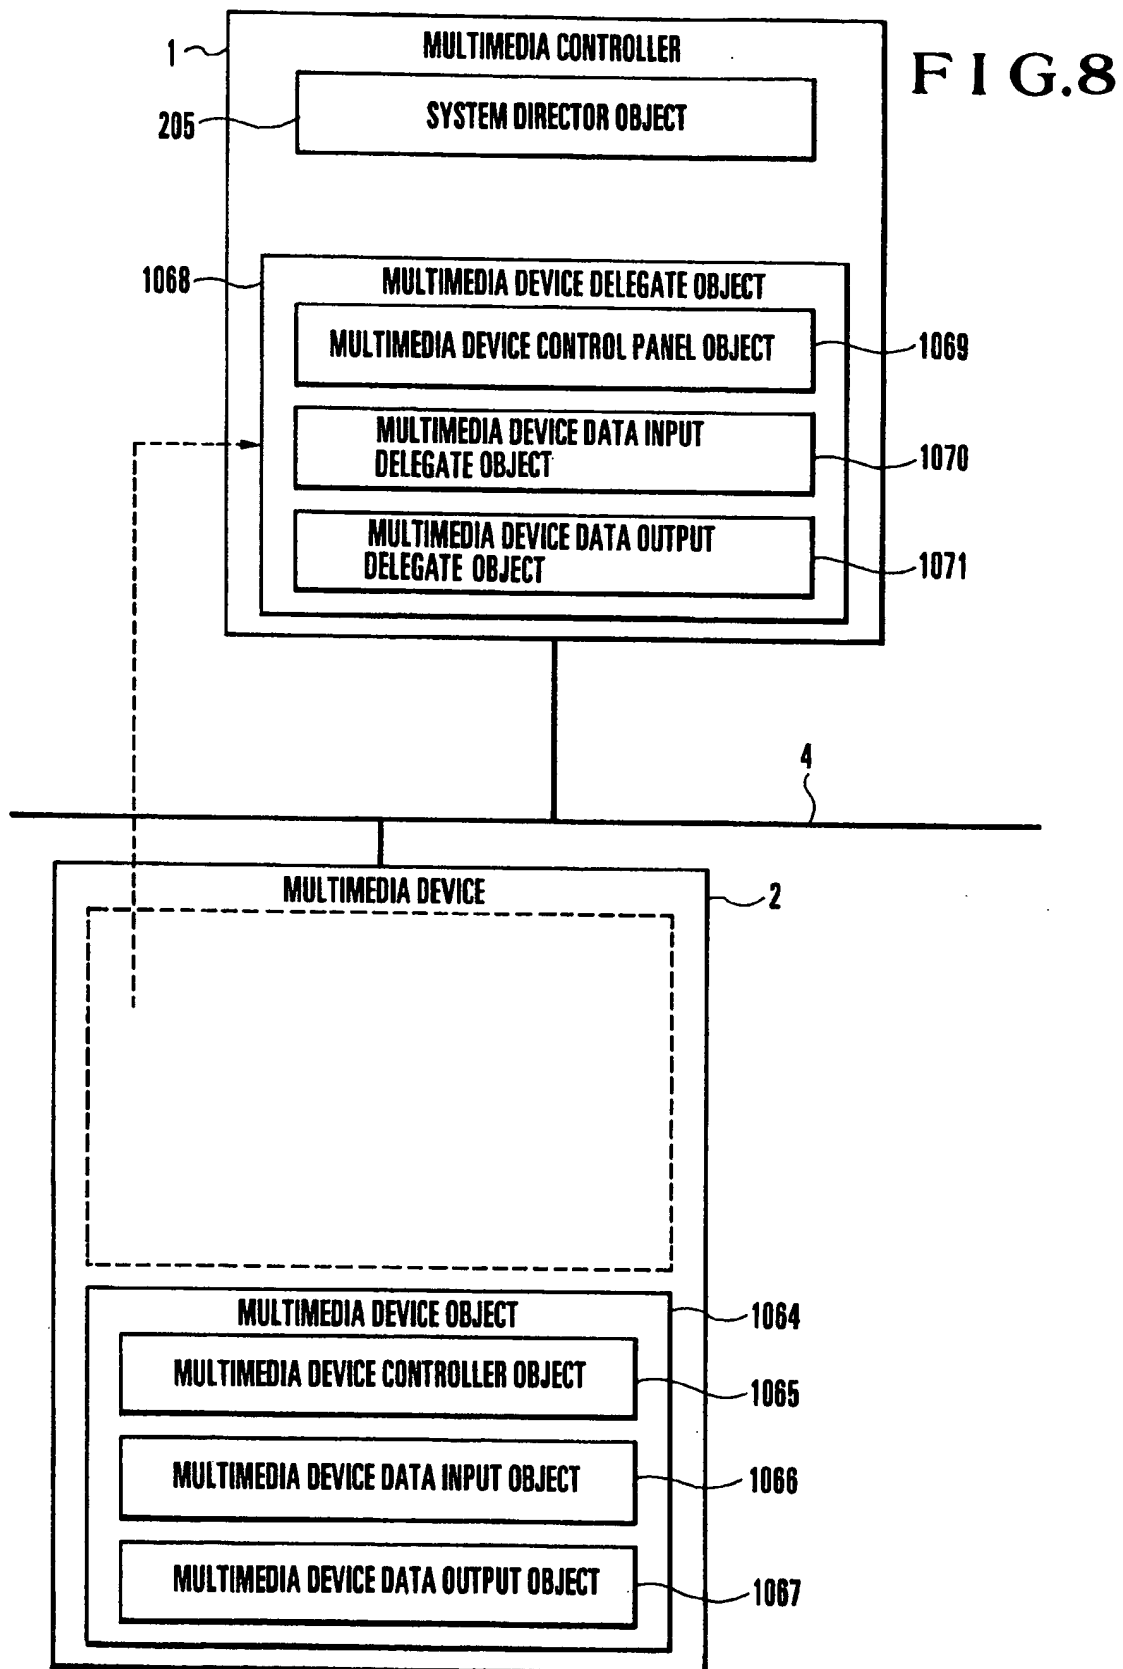 FIG.8
1
MULTIMEDIA CONTROLLER
205
SYSTEM DIRECTOR OBJECT
1068
MULTIMEDIA DEVICE DELEGATE OBJECT
MULTIMEDIA DEVICE CONTROL PANEL OBJECT
1069
MULTIMEDIA DEVICE DATA INPUT
DELEGATE OBJECT
1070
MULTIMEDIA DEVICE DATA OUTPUT
DELEGATE OBJECT
1071
4
MULTIMEDIA DEVICE
2
MULTIMEDIA DEVICE OBJECT
1064
MULTIMEDIA DEVICE CONTROLLER OBJECT
1065
MULTIMEDIA DEVICE DATA INPUT OBJECT
1066
MULTIMEDIA DEVICE DATA OUTPUT OBJECT
1067